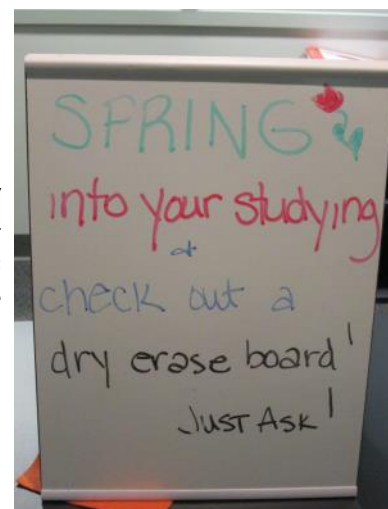 SPRING
into your studying
+
check out a
dry erase board!
Just Ask!